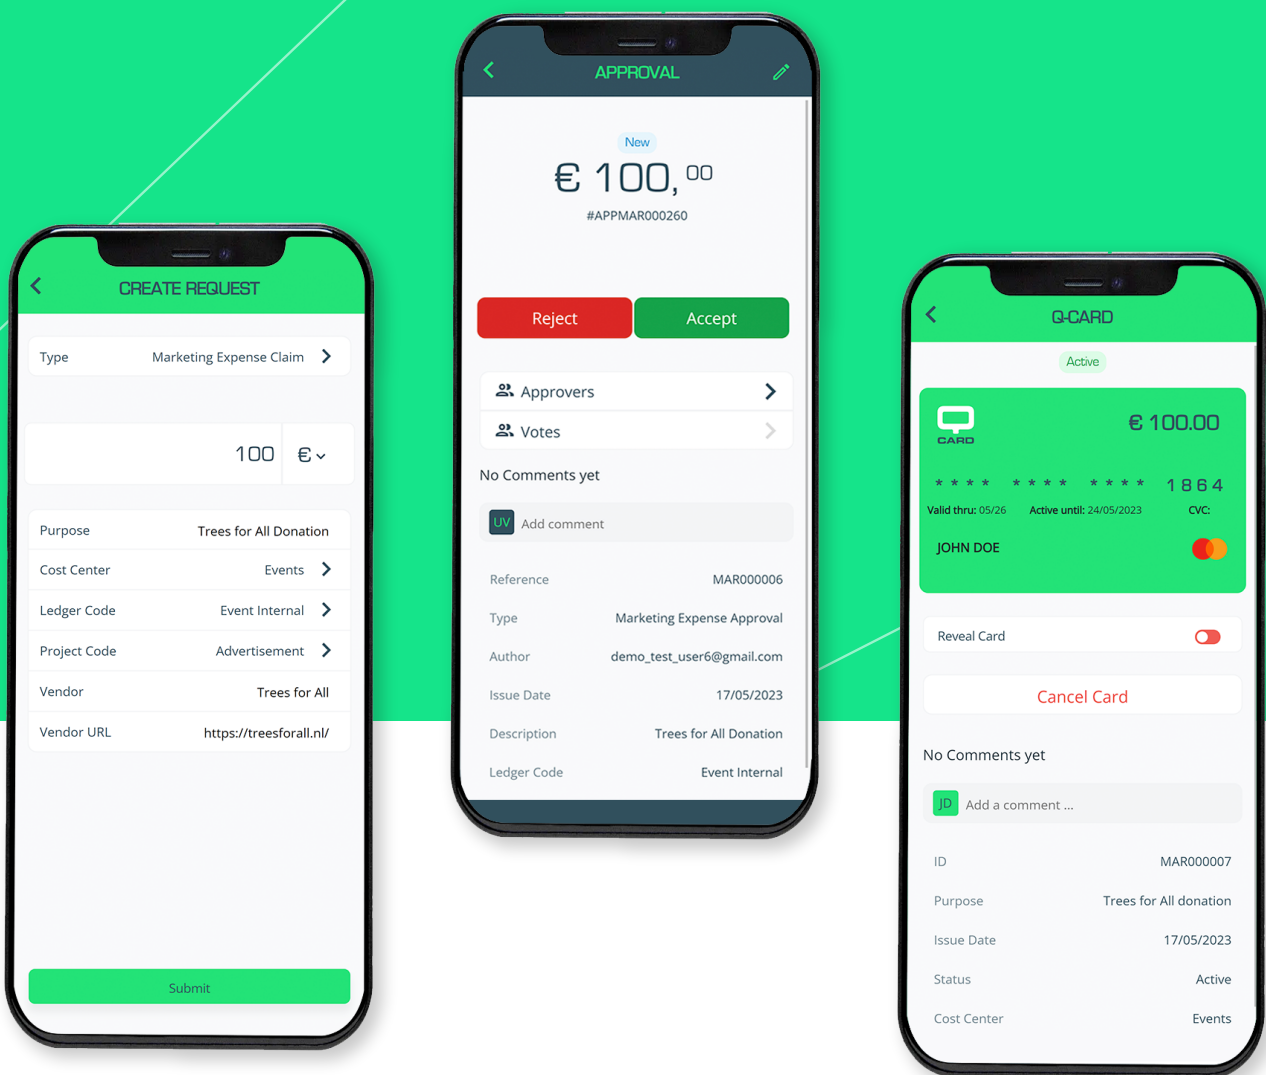 CREATE REQUEST
Type Marketing Expense Claim
100 €
Purpose Trees for All Donation
Cost Center Events
Ledger Code Event Internal
Project Code Advertisement
Vendor Trees for All
Vendor URL https://treesforall.nl/
Submit
APPROVAL
New
€ 100,00
#APPMAR000260
Reject Accept
Approvers
Votes
No Comments yet
UV Add comment
Reference MAR000006
Type Marketing Expense Approval
Author demo_test_user6@gmail.com
Issue Date 17/05/2023
Description Trees for All Donation
Ledger Code Event Internal
Q-CARD
Active
CARD € 100.00
* * * * * * * * * * * * 1864
Valid thru: 05/26 Active until: 24/05/2023 CVC:
JOHN DOE
Reveal Card
Cancel Card
No Comments yet
JD Add a comment ...
ID MAR000007
Purpose Trees for All donation
Issue Date 17/05/2023
Status Active
Cost Center Events